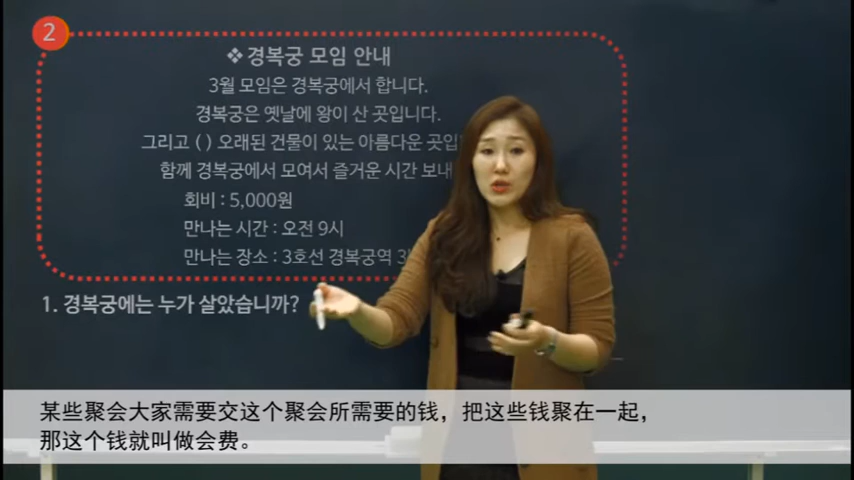 2
❖ 경복궁 모임 안내
3월 모임은 경복궁에서 합니다.
경복궁은 옛날에 왕이 산 곳입니다.
그리고 ( ) 오래된 건물이 있는 아름다운 곳입
함께 경복궁에서 모여서 즐거운 시간 보내
회비 : 5,000원
만나는 시간 : 오전 9시
만나는 장소 : 3호선 경복궁역 3
1. 경복궁에는 누가 살았습니까?
某些聚会大家需要交这个聚会所需要的钱，把这些钱聚在一起，
那这个钱就叫做会费。